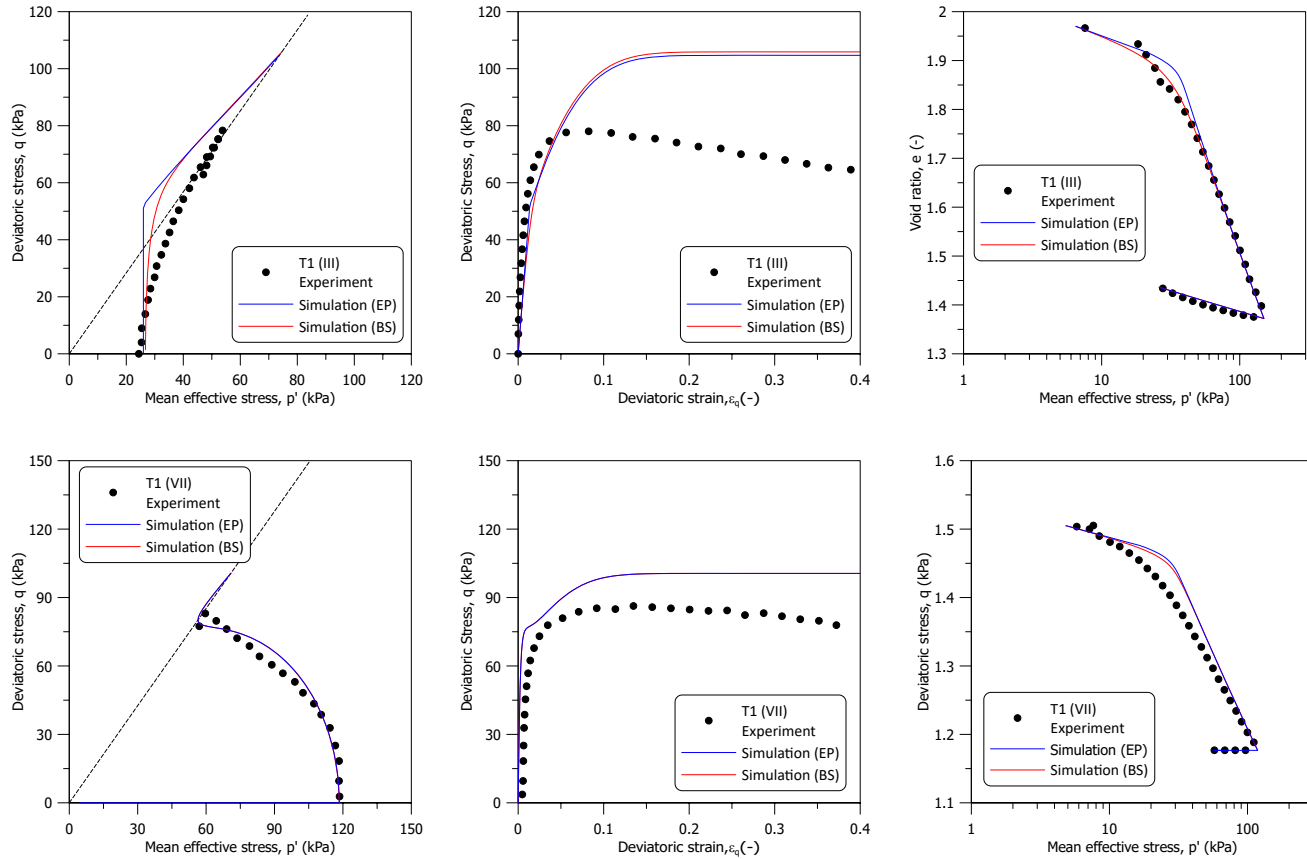 120
100
80
60
40
20
0
Deviatoric stress, q (kPa)
T1 (III)
Experiment
Simulation (EP)
Simulation (BS)
0 20 40 60 80 100 120
Mean effective stress, p' (kPa)
120
100
80
60
40
20
0
Deviatoric Stress, q (kPa)
T1 (III)
Experiment
Simulation (EP)
Simulation (BS)
0 0.1 0.2 0.3 0.4
Deviatoric strain,εq(-)
2
1.9
1.8
1.7
1.6
1.5
1.4
1.3
Void ratio, e (-)
T1 (III)
Experiment
Simulation (EP)
Simulation (BS)
1 10 100
Mean effective stress, p' (kPa)
150
120
90
60
30
0
Deviatoric stress, q (kPa)
T1 (VII)
Experiment
Simulation (EP)
Simulation (BS)
0 30 60 90 120 150
Mean effective stress, p' (kPa)
150
120
90
60
30
0
Deviatoric Stress, q (kPa)
T1 (VII)
Experiment
Simulation (EP)
Simulation (BS)
0 0.1 0.2 0.3 0.4
Deviatoric strain,εq(-)
1.6
1.5
1.4
1.3
1.2
1.1
Deviatoric stress, q (kPa)
T1 (VII)
Experiment
Simulation (EP)
Simulation (BS)
1 10 100
Mean effective stress, p' (kPa)